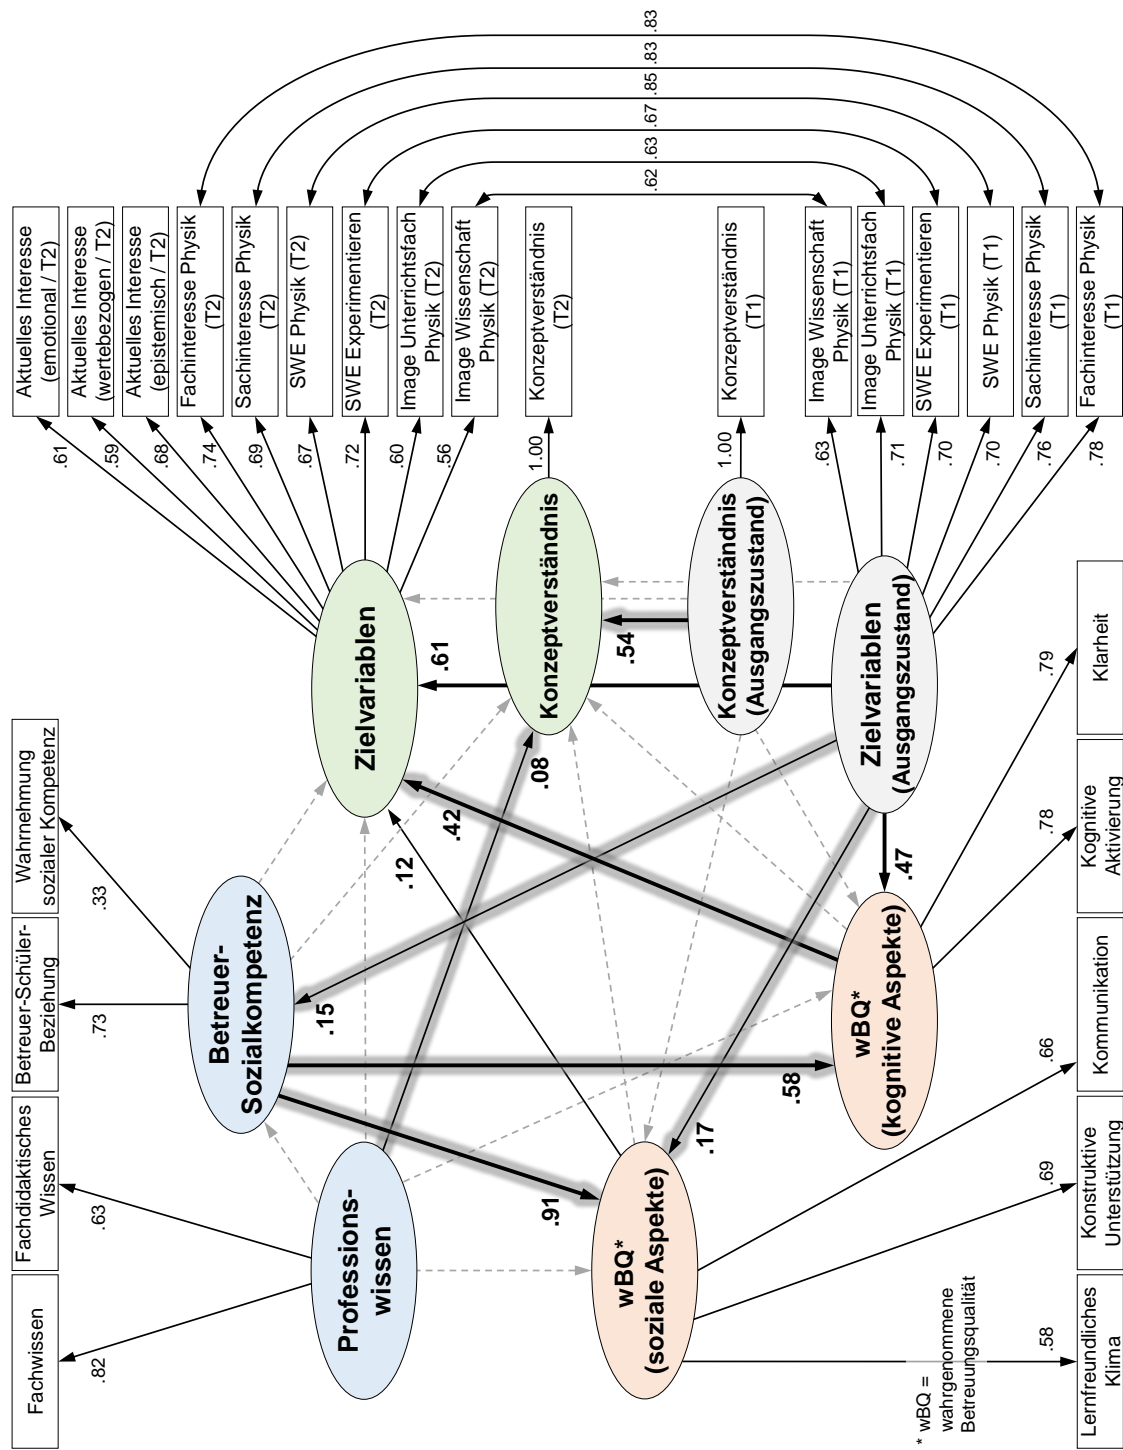 Fachwissen
Fachdidaktisches
Wissen
Betreuer-Schüler-
Beziehung
Wahrnehmung
sozialer Kompetenz
.82
.63
.73
.33
Aktuelles Interesse
(emotional / T2)
Aktuelles Interesse
(wertebezogen / T2)
Aktuelles Interesse
(epistemisch / T2)
Fachinteresse Physik
(T2)
Sachinteresse Physik
(T2)
SWE Physik (T2)
SWE Experimentieren
(T2)
Image Unterrichtsfach
Physik (T2)
Image Wissenschaft
Physik (T2)
Konzeptverständnis
(T2)
Konzeptverständnis
(T1)
Image Wissenschaft
Physik (T1)
Image Unterrichtsfach
Physik (T1)
SWE Experimentieren
(T1)
SWE Physik (T1)
Sachinteresse Physik
(T1)
Fachinteresse Physik
(T1)
.61
.59
.68
.74
.69
.67
.72
.60
.56
1.00
1.00
.63
.71
.70
.70
.76
.78
.62
.63
.67
.85
.83
.83
Professions-
wissen
Betreuer-
Sozialkompetenz
Zielvariablen
Konzeptverständnis
Konzeptverständnis
(Ausgangszustand)
Zielvariablen
(Ausgangszustand)
wBQ*
(soziale Aspekte)
wBQ*
(kognitive Aspekte)
.15
.12
.42
.08
.61
.54
.91
.58
.17
.47
.58
.69
.66
.78
.79
* wBQ =
wahrgenommene
Betreuungsqualität
Lernfreundliches
Klima
Konstruktive
Unterstützung
Kommunikation
Kognitive
Aktivierung
Klarheit